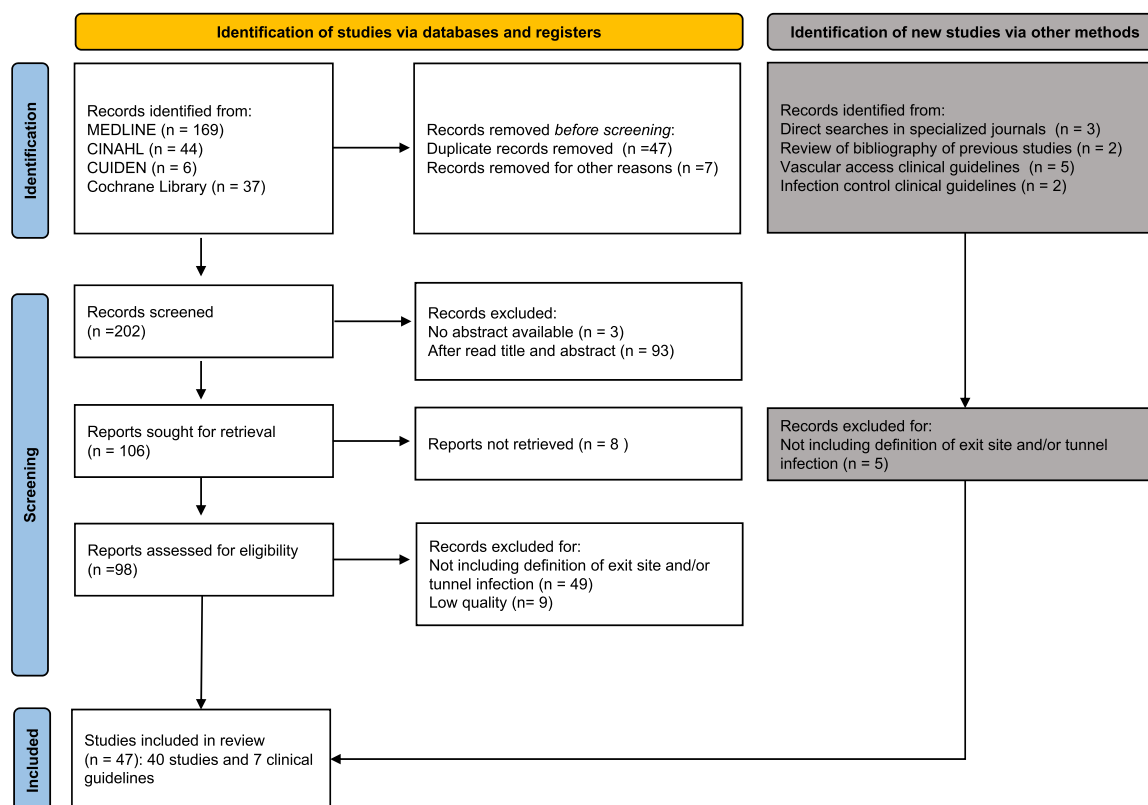 Identification of studies via databases and registers
Identification of new studies via other methods
Identification
Records identified from:
MEDLINE (n = 169)
CINAHL (n = 44)
CUIDEN (n = 6)
Cochrane Library (n = 37)
Records removed before screening:
Duplicate records removed (n =47)
Records removed for other reasons (n =7)
Records identified from:
Direct searches in specialized journals (n = 3)
Review of bibliography of previous studies (n = 2)
Vascular access clinical guidelines (n = 5)
Infection control clinical guidelines (n = 2)
Screening
Records screened
(n =202)
Records excluded:
No abstract available (n = 3)
After read title and abstract (n = 93)
Reports sought for retrieval
(n = 106)
Reports not retrieved (n = 8 )
Records excluded for:
Not including definition of exit site and/or tunnel
infection (n = 5)
Reports assessed for eligibility
(n =98)
Records excluded for:
Not including definition of exit site and/or
tunnel infection (n = 49)
Low quality (n= 9)
Included
Studies included in review
(n = 47): 40 studies and 7 clinical
guidelines